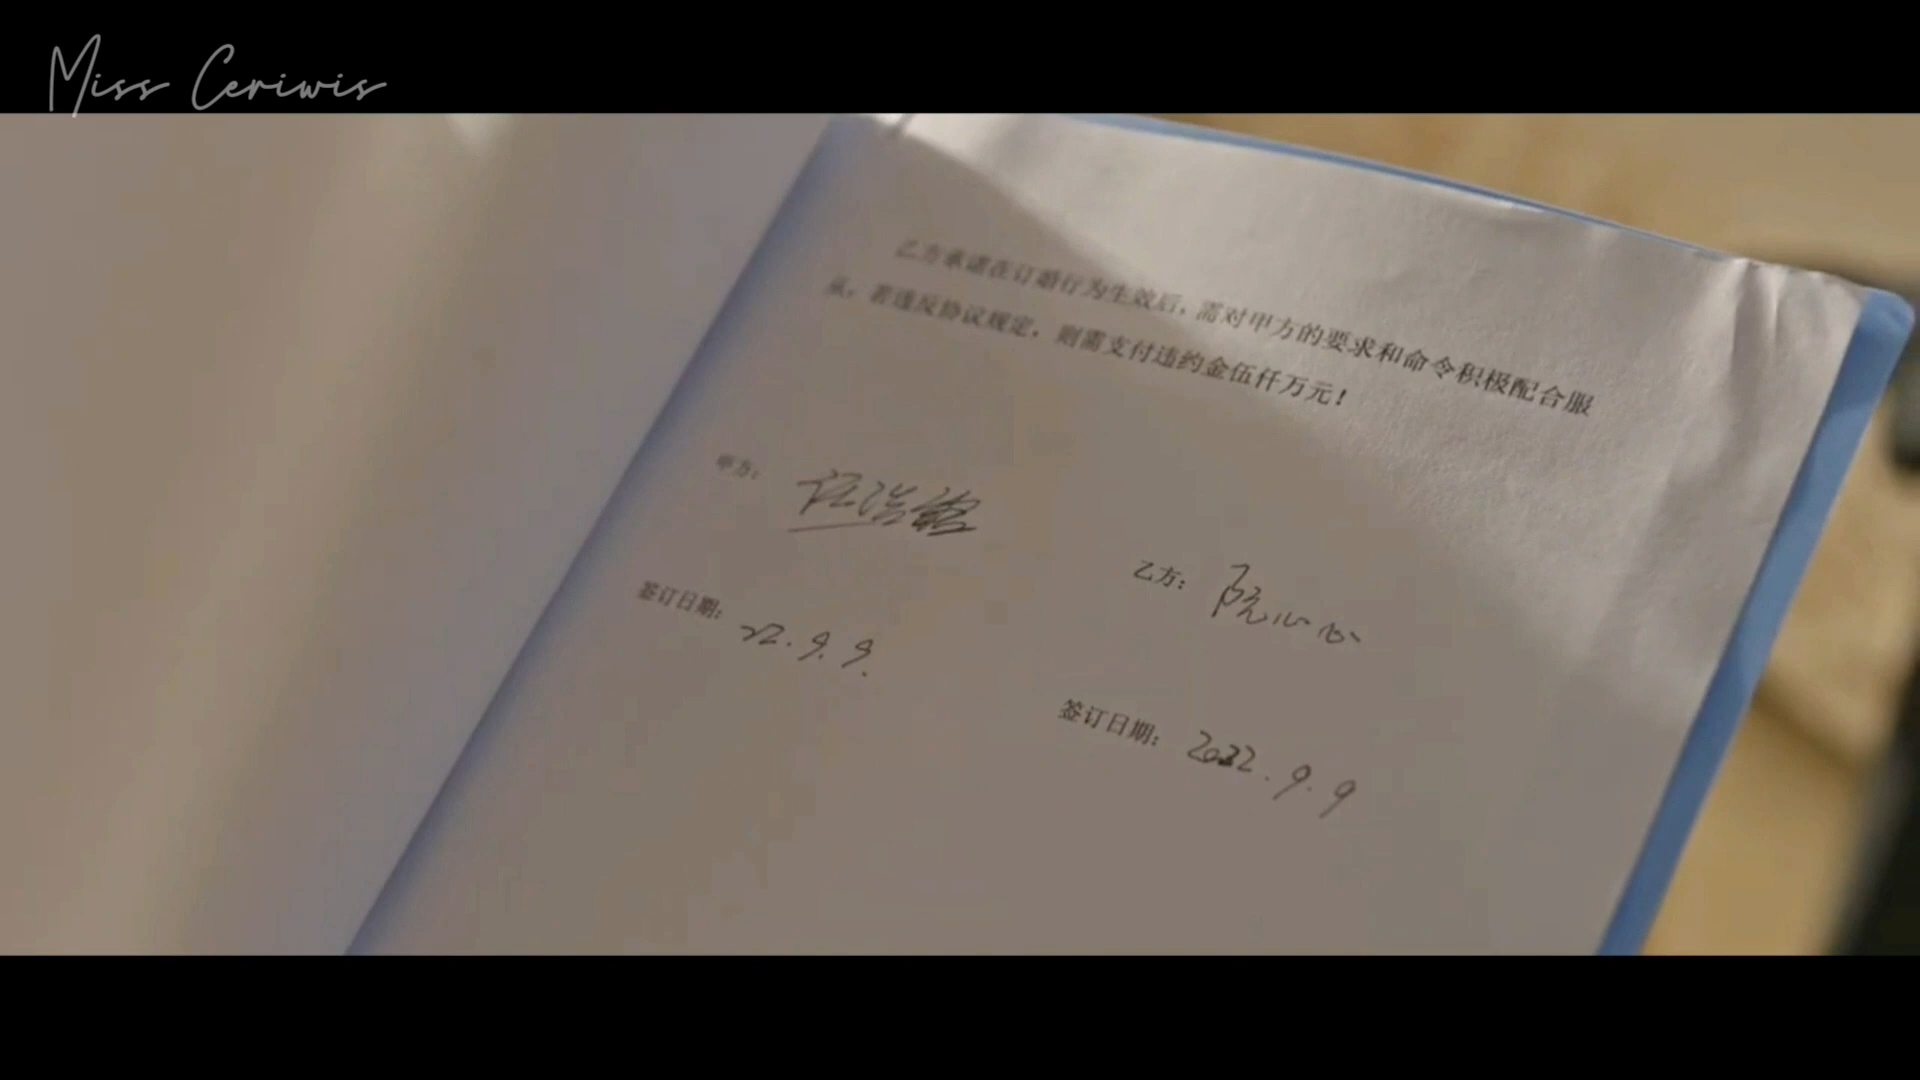 Miss Ceriwis
乙方承诺在订婚行为生效后，需对甲方的要求和命令积极配合服
从。若违反协议规定，则需支付违约金伍仟万元！
甲方：
乙方：阮心心
签订日期：22.9.9.
签订日期：2022.9.9